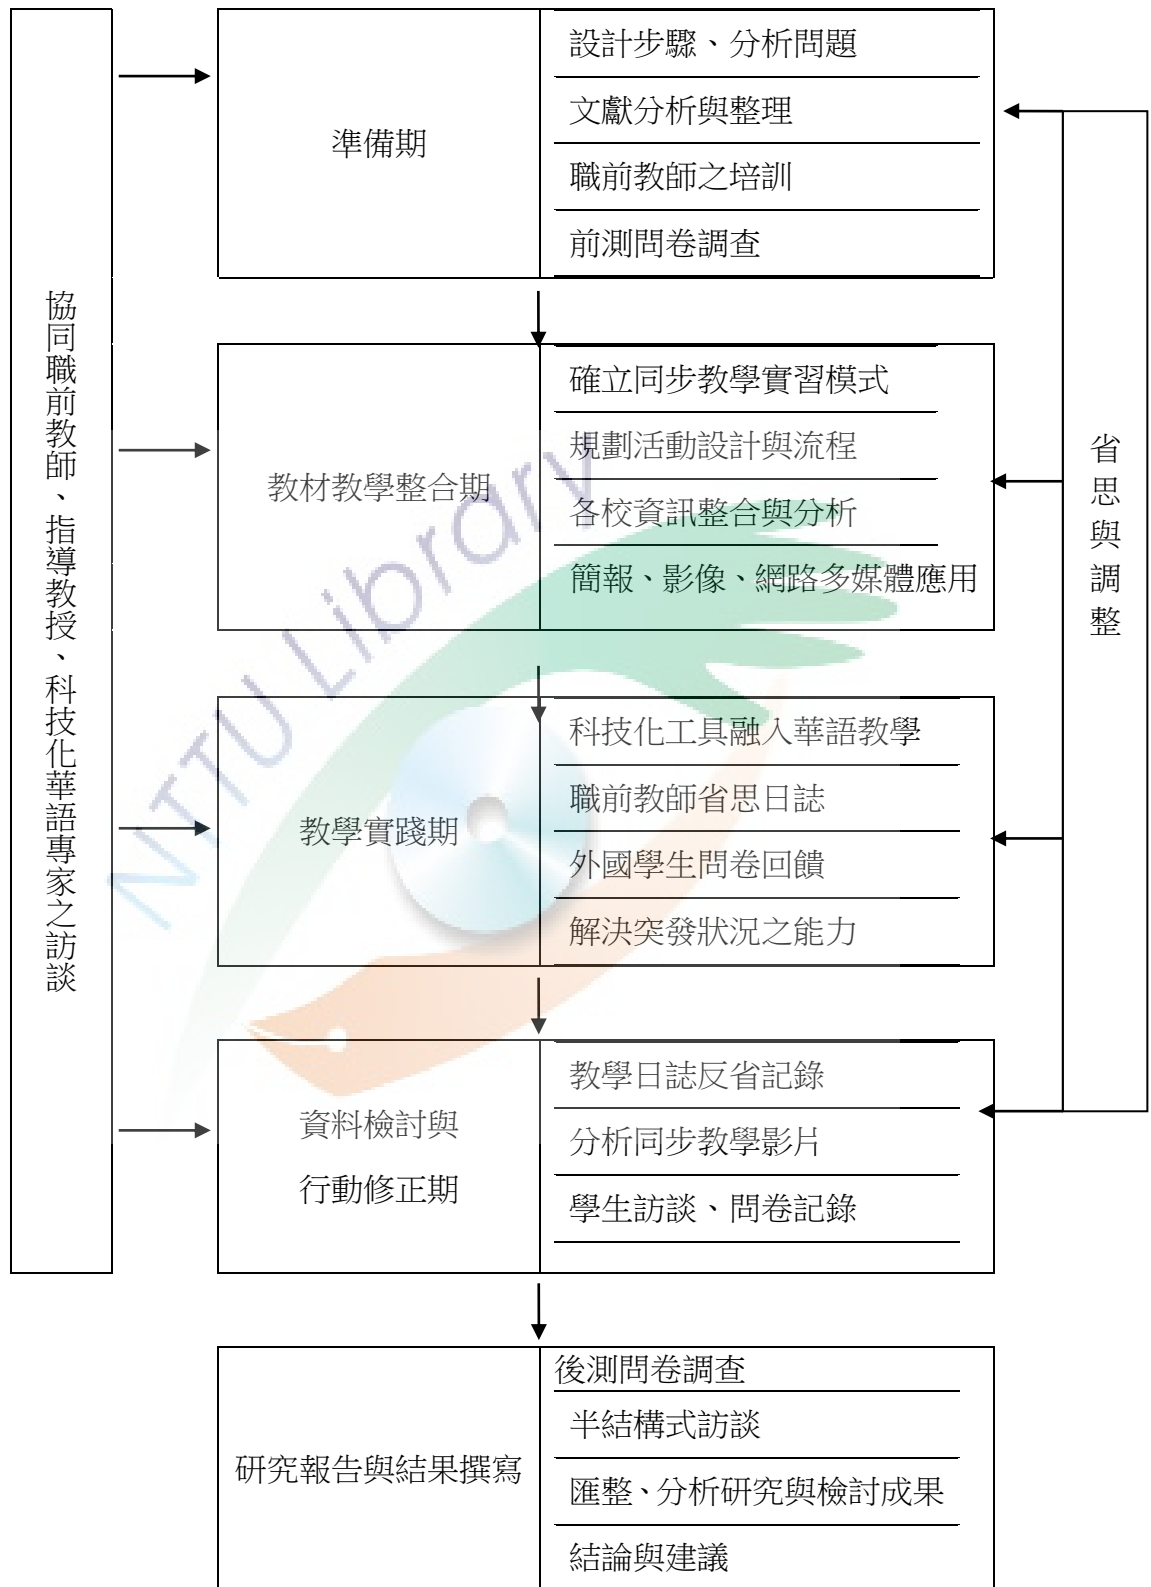 協同職前教師、指導教授、科技化華語專家之訪談
準備期
設計步驟、分析問題
文獻分析與整理
職前教師之培訓
前測問卷調查
教材教學整合期
確立同步教學實習模式
規劃活動設計與流程
各校資訊整合與分析
簡報、影像、網路多媒體應用
教學實踐期
科技化工具融入華語教學
職前教師省思日誌
外國學生問卷回饋
解決突發狀況之能力
資料檢討與
行動修正期
教學日誌反省記錄
分析同步教學影片
學生訪談、問卷記錄
研究報告與結果撰寫
後測問卷調查
半結構式訪談
匯整、分析研究與檢討成果
結論與建議
省思與調整
NTTU Library